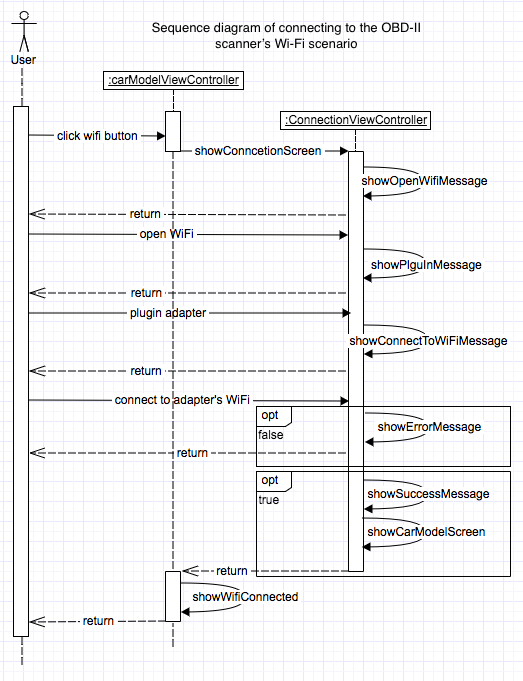 Sequence diagram of connecting to the OBD-II
scanner's Wi-Fi scenario
User
:carModelViewController
:ConnectionViewController
click wifi button
showConncetionScreen
showOpenWifiMessage
return
open WiFi
showPlguInMessage
return
plugin adapter
showConnectToWiFiMessage
return
connect to adapter's WiFi
opt
showErrorMessage
false
return
opt
showSuccessMessage
true
showCarModelScreen
return
showWifiConnected
return